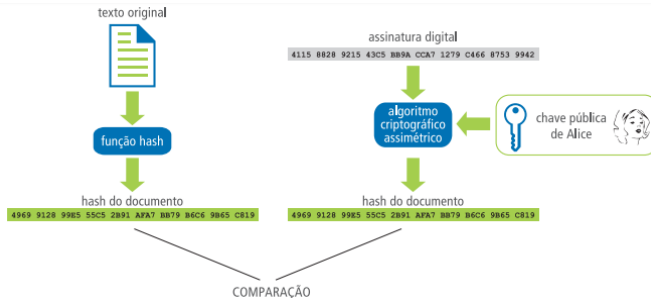 texto original
função hash
hash do documento
4969 9128 99E5 55C5 2B91 AFA7 BB79 B6C6 9B65 C819
assinatura digital
4115 8828 9215 43C5 BB9A CCA7 1279 C466 8753 9942
algoritmo
criptográfico
assimétrico
chave pública
de Alice
hash do documento
4969 9128 99E5 55C5 2B91 AFA7 BB79 B6C6 9B65 C819
COMPARAÇÃO